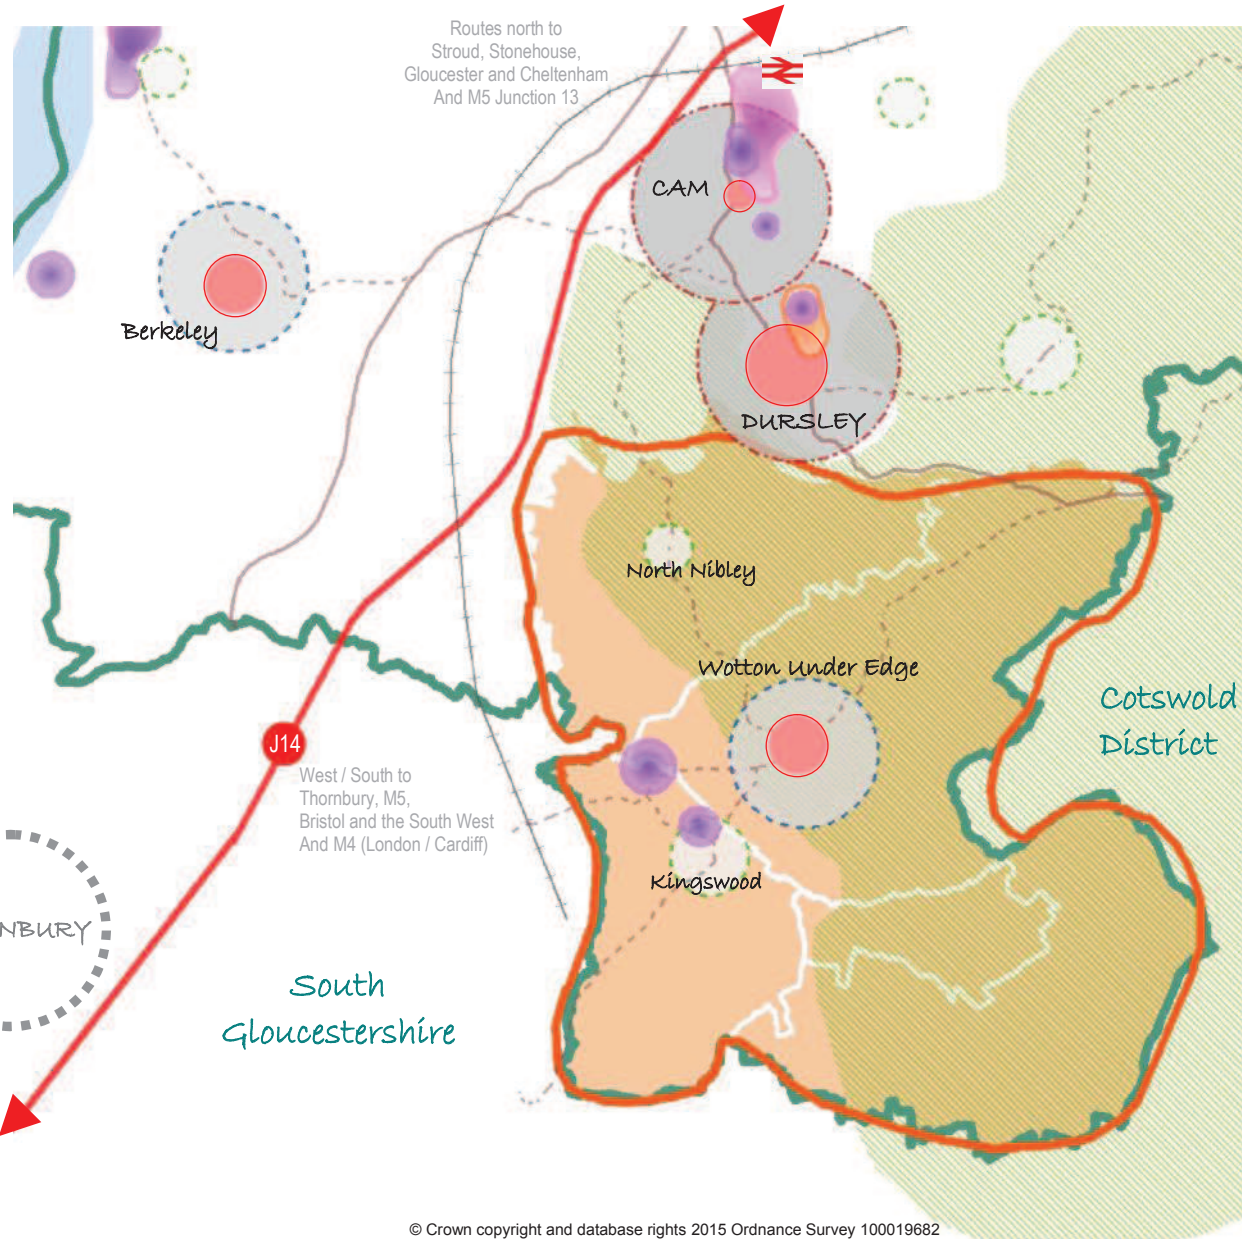 Routes north to
Stroud, Stonehouse,
Gloucester and Cheltenham
And M5 Junction 13
CAM
Berkeley
DURSLEY
North Nibley
Wotton Under Edge
Cotswold
District
J14
West / South to
Thornbury, M5,
Bristol and the South West
And M4 (London / Cardiff)
Kingswood
NBURY
South
Gloucestershire
© Crown copyright and database rights 2015 Ordnance Survey 100019682